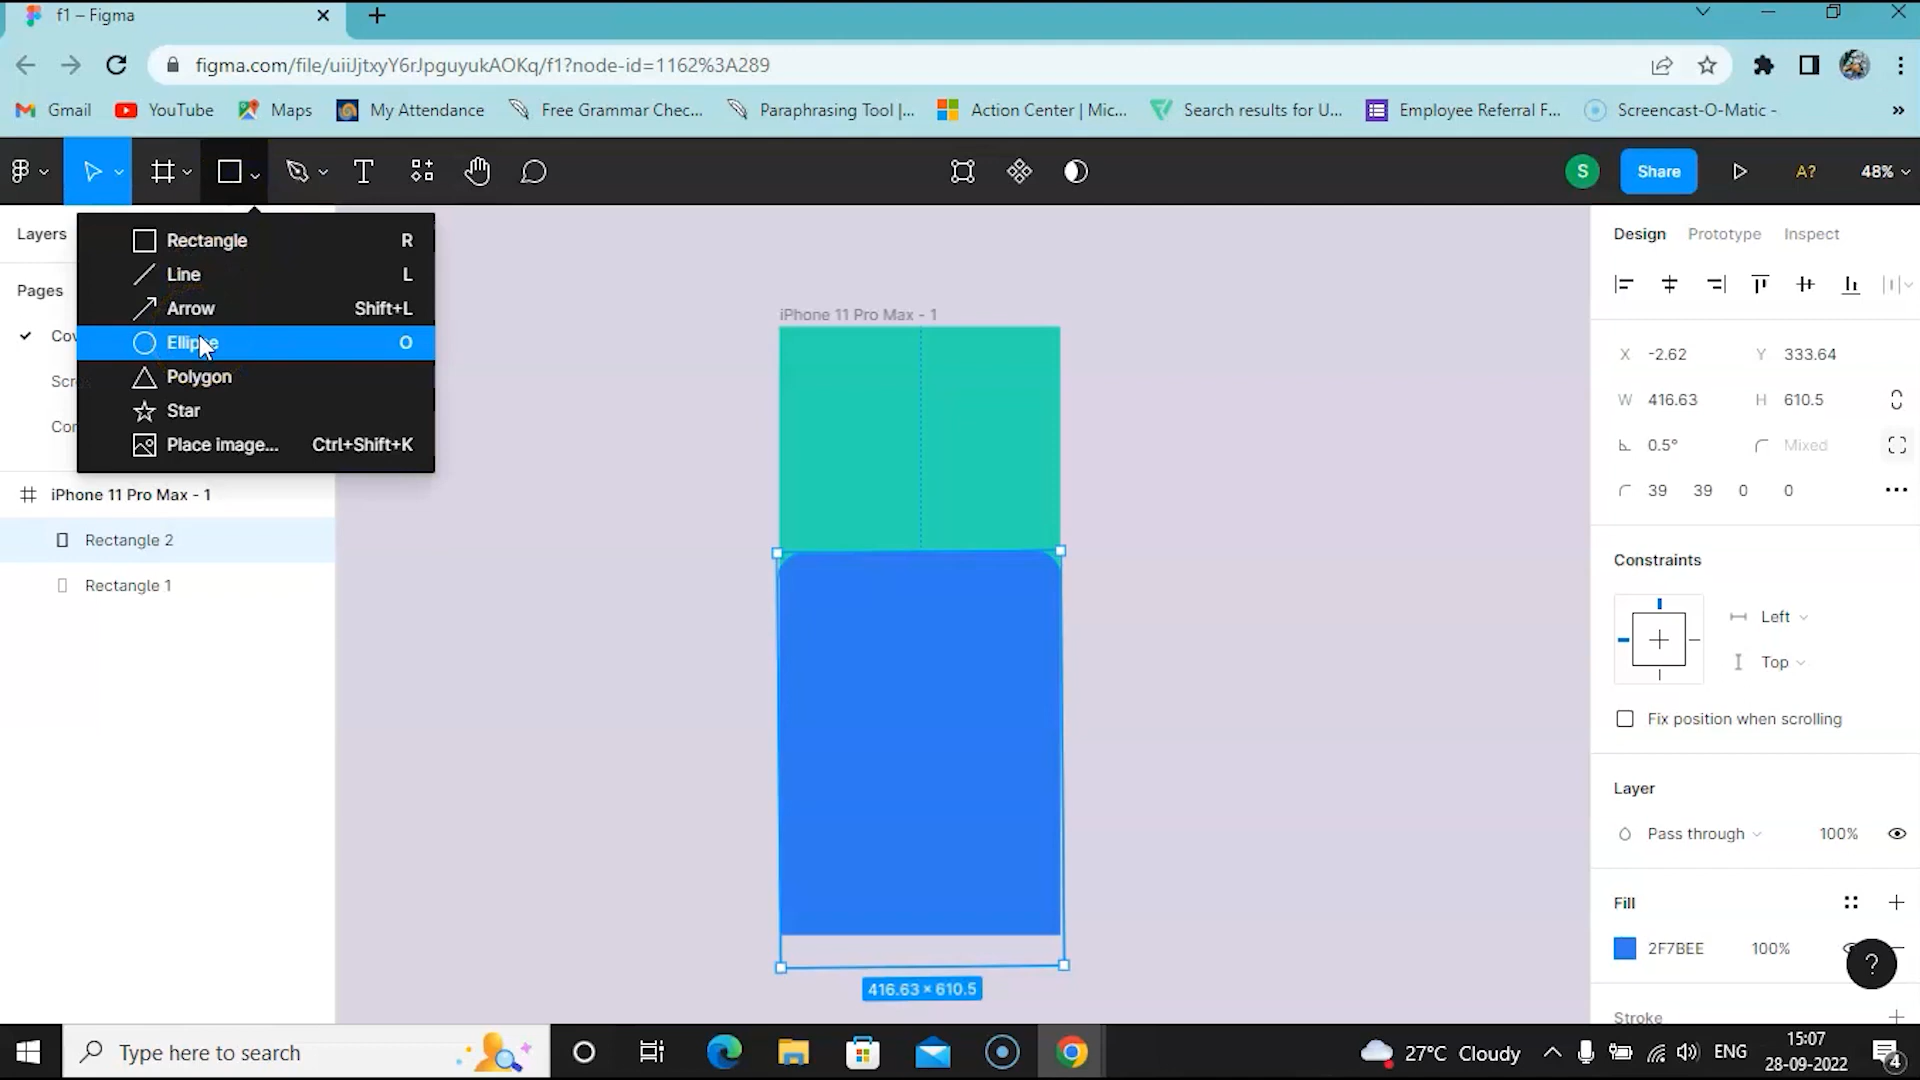 f1 – Figma
figma.com/file/uiiJjtxyY6rJpguyukAOKq/f1?node-id=1162%3A289
Gmail YouTube Maps My Attendance Free Grammar Chec... Paraphrasing Tool |... Action Center | Mic... Search results for U... Employee Referral F... Screencast-O-Matic - »
S Share A? 48%
Layers
Pages
Cov
Scr
Cor
Rectangle R
Line L
Arrow Shift+L
Ellipse O
Polygon
Star
Place image... Ctrl+Shift+K
iPhone 11 Pro Max - 1
Rectangle 2
Rectangle 1
iPhone 11 Pro Max - 1
416.63 × 610.5
Design Prototype Inspect
X -2.62 Y 333.64
W 416.63 H 610.5
0.5° Mixed
39 39 0 0
Constraints
Left
Top
Fix position when scrolling
Layer
Pass through 100%
Fill
2F7BEE 100%
?
Stroke
Type here to search
27°C Cloudy ENG 15:07
28-09-2022
4